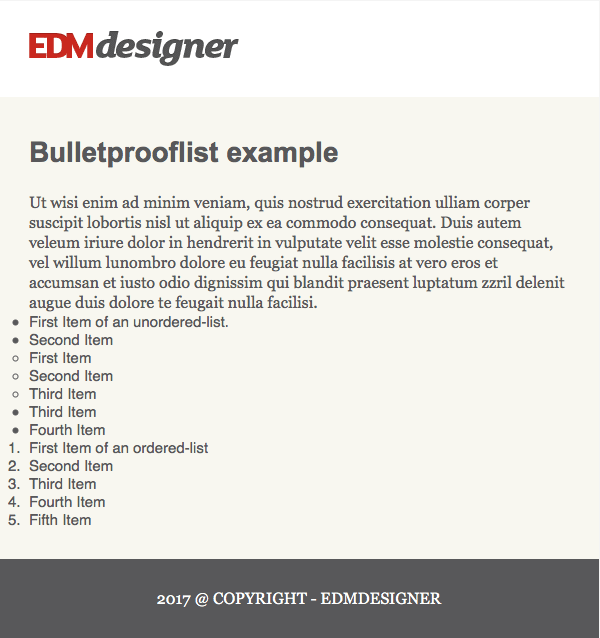 EDMdesigner
Bulletprooflist example
Ut wisi enim ad minim veniam, quis nostrud exercitation ulliam corper
suscipit lobortis nisl ut aliquip ex ea commodo consequat. Duis autem
veleum iriure dolor in hendrerit in vulputate velit esse molestie consequat,
vel willum lunombro dolore eu feugiat nulla facilisis at vero eros et
accumsan et iusto odio dignissim qui blandit praesent luptatum zzril delenit
augue duis dolore te feugait nulla facilisi.
• First Item of an unordered-list.
• Second Item
◦ First Item
◦ Second Item
◦ Third Item
• Third Item
• Fourth Item
1. First Item of an ordered-list
2. Second Item
3. Third Item
4. Fourth Item
5. Fifth Item
2017 @ COPYRIGHT - EDMDESIGNER